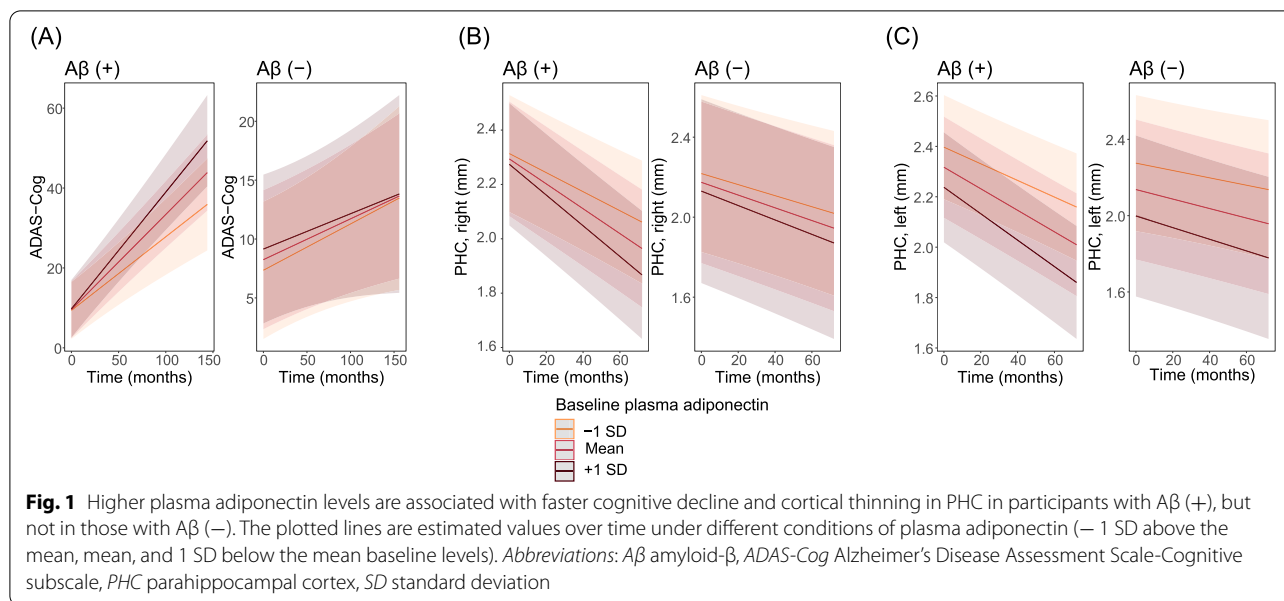 (A)
(B)
(C)
Aβ (+)
Aβ (−)
Aβ (+)
Aβ (−)
Aβ (+)
Aβ (−)
ADAS−Cog
60
40
20
0
0
50
100
150
Time (months)
ADAS−Cog
20
15
10
5
0
50
100
150
Time (months)
PHC, right (mm)
2.4
2.2
2.0
1.8
1.6
0
20
40
60
Time (months)
PHC, right (mm)
2.4
2.0
1.6
0
20
40
60
Time (months)
PHC, left (mm)
2.6
2.4
2.2
2.0
1.8
1.6
0
20
40
60
Time (months)
PHC, left (mm)
2.4
2.1
1.8
1.5
0
20
40
60
Time (months)
Baseline plasma adiponectin
−1 SD
Mean
+1 SD
Fig. 1 Higher plasma adiponectin levels are associated with faster cognitive decline and cortical thinning in PHC in participants with Aβ (+), but
not in those with Aβ (−). The plotted lines are estimated values over time under different conditions of plasma adiponectin (− 1 SD above the
mean, mean, and 1 SD below the mean baseline levels). Abbreviations: Aβ amyloid-β, ADAS-Cog Alzheimer’s Disease Assessment Scale-Cognitive
subscale, PHC parahippocampal cortex, SD standard deviation